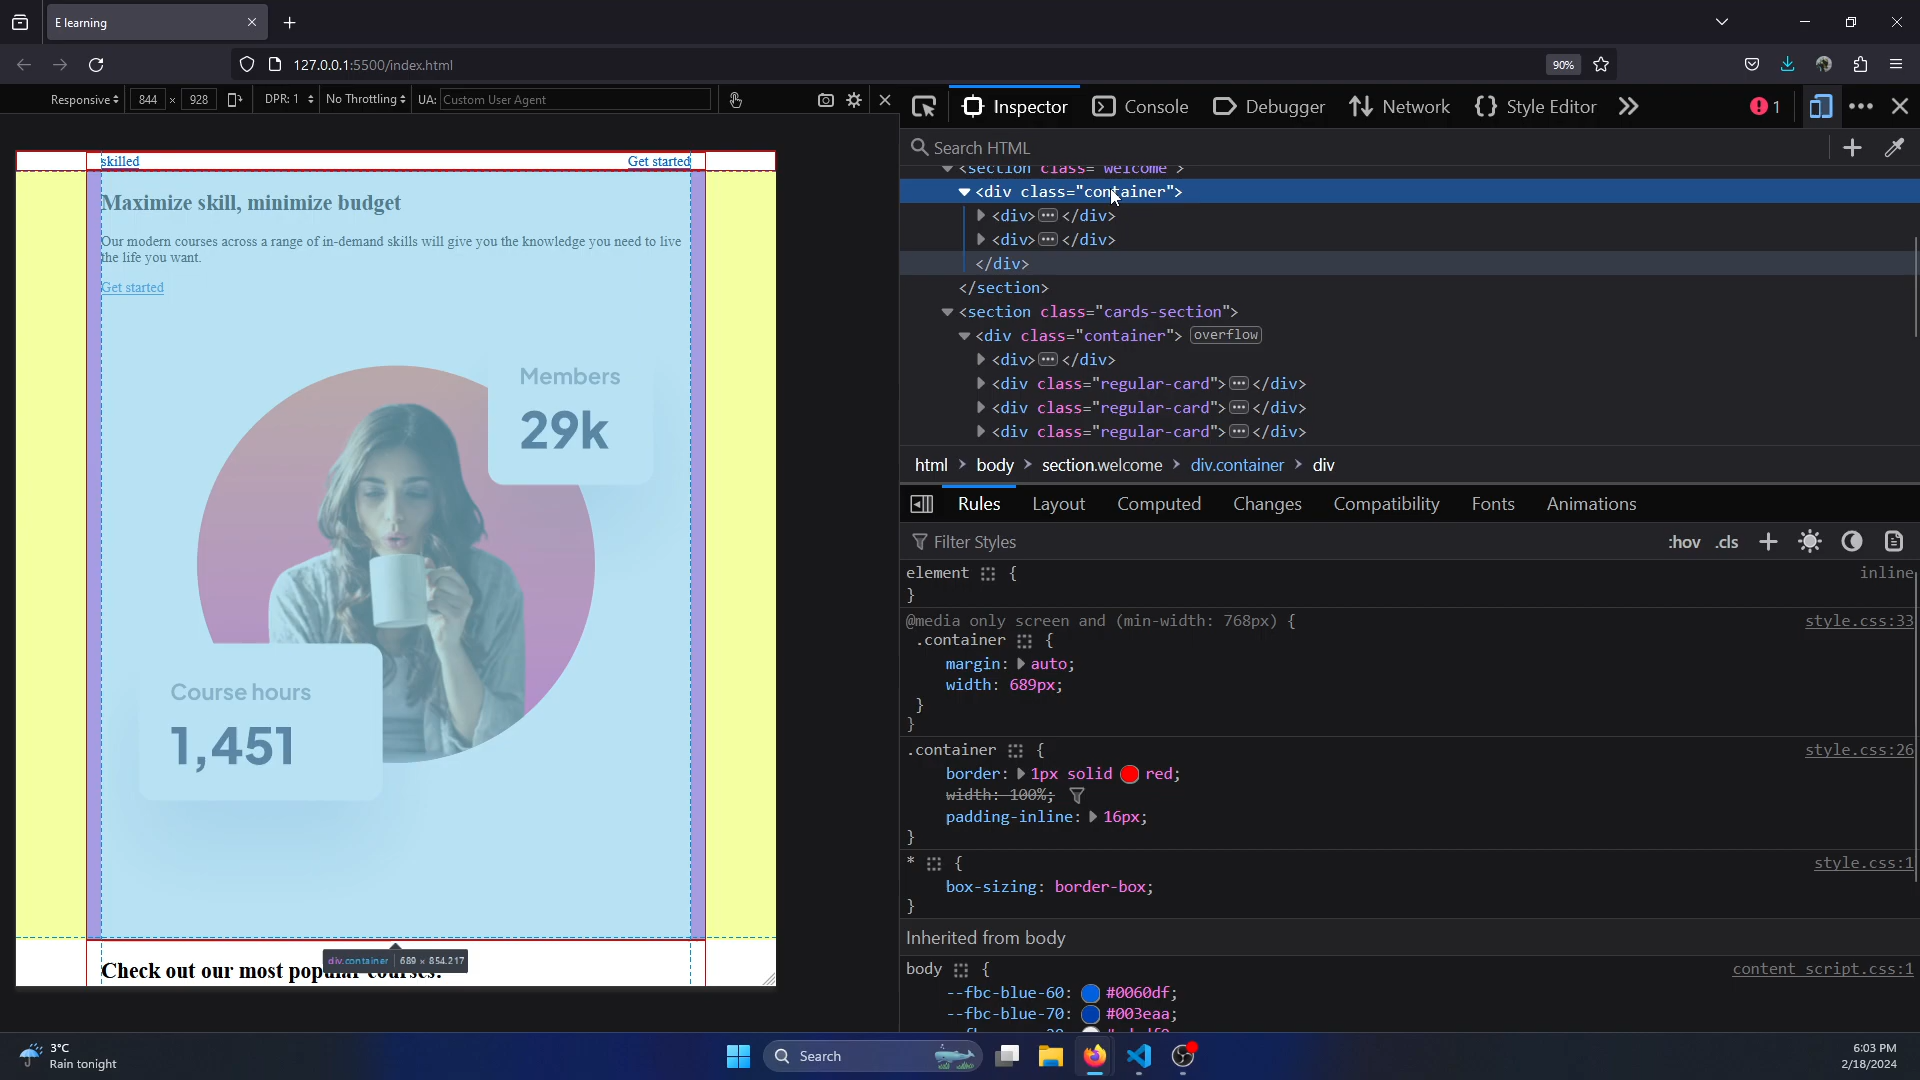 E learning
127.0.0.1:5500/index.html
90%
Responsive
844 × 928
DPR: 1
No Throttling
UA: Custom User Agent
Inspector
Console
Debugger
Network
Style Editor
1
Search HTML
skilled
Get started
Maximize skill, minimize budget
Our modern courses across a range of in-demand skills will give you the knowledge you need to live
the life you want.
Get started
Members
29k
Course hours
1,451
div.container 689 × 854.217
Check out our most popular courses!
<section class="welcome">
<div class="container">
<div> ··· </div>
<div> ··· </div>
</div>
</section>
<section class="cards-section">
<div class="container"> overflow
<div> ··· </div>
<div class="regular-card"> ··· </div>
<div class="regular-card"> ··· </div>
<div class="regular-card"> ··· </div>
html > body > section.welcome > div.container > div
Rules
Layout
Computed
Changes
Compatibility
Fonts
Animations
Filter Styles
:hov .cls
element { inline
}
@media only screen and (min-width: 768px) { style.css:33
.container {
margin: auto;
width: 689px;
}
}
.container { style.css:26
border: 1px solid red;
width: 100%;
padding-inline: 16px;
}
* { style.css:1
box-sizing: border-box;
}
Inherited from body
body { content_script.css:1
--fbc-blue-60: #0060df;
--fbc-blue-70: #003eaa;
3°C
Rain tonight
Search
6:03 PM
2/18/2024